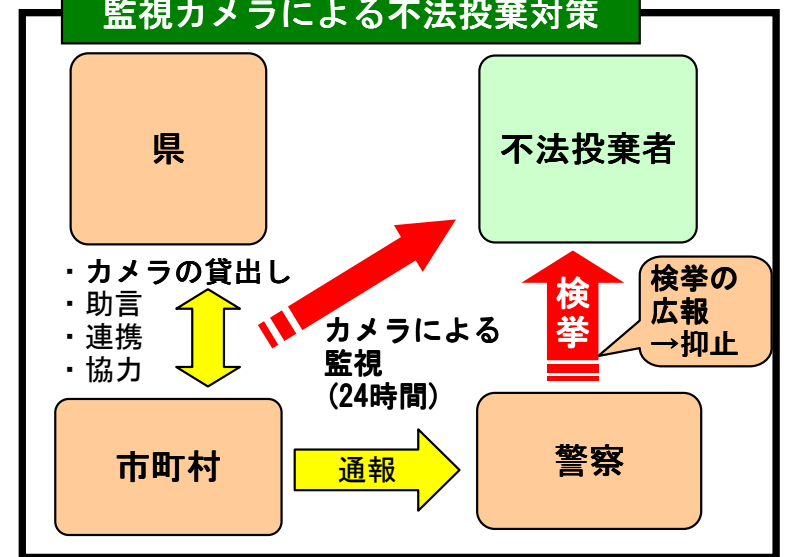 監視カメラによる不法投棄対策
県
不法投棄者
・カメラの貸出し
・助言
・連携
・協力
カメラによる
監視
(24時間)
検挙
検挙の
広報
→抑止
市町村
通報
警察